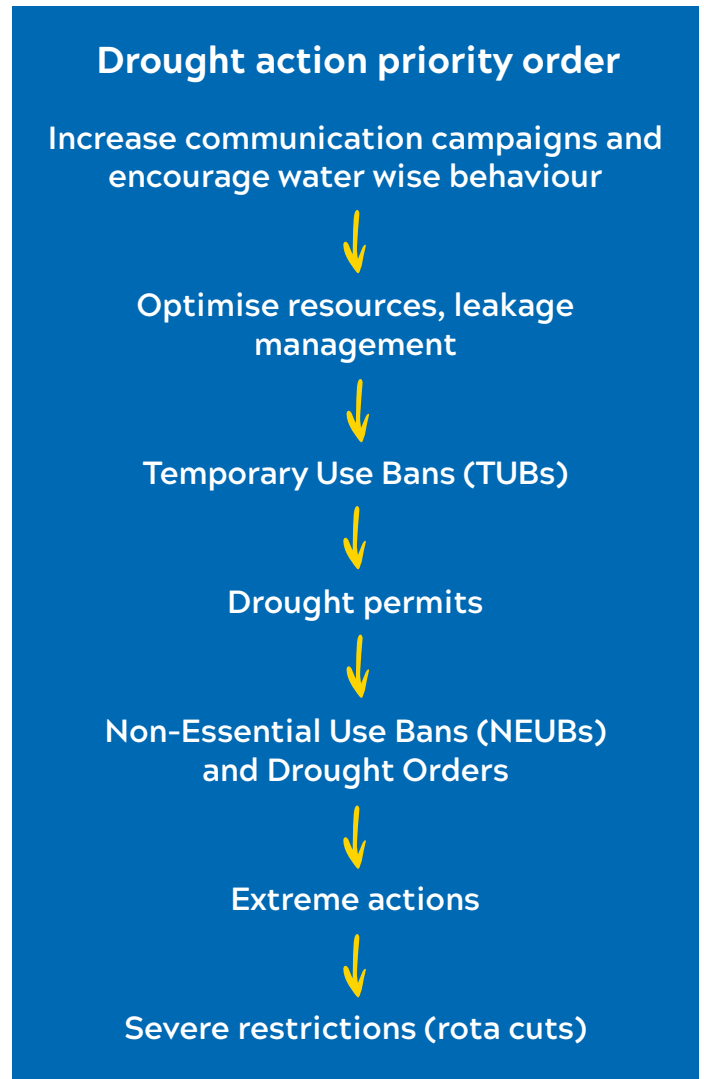 Drought action priority order
Increase communication campaigns and
encourage water wise behaviour
Optimise resources, leakage
management
Temporary Use Bans (TUBs)
Drought permits
Non-Essential Use Bans (NEUBs)
and Drought Orders
Extreme actions
Severe restrictions (rota cuts)